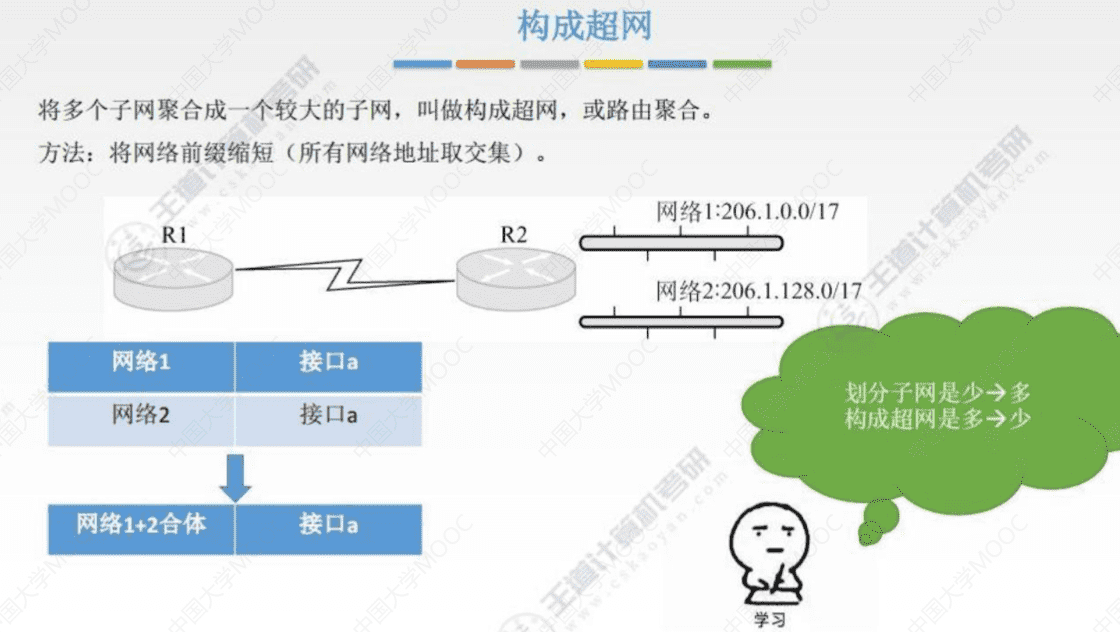 构成超网
将多个子网聚合成一个较大的子网，叫做构成超网，或路由聚合。
方法：将网络前缀缩短（所有网络地址取交集）。
R1
R2
网络1:206.1.0.0/17
网络2:206.1.128.0/17
网络1 接口a
网络2 接口a
网络1+2合体 接口a
划分子网是少→多
构成超网是多→少
学习
中国大学MOOC
王道计算机考研
www.cskaoyan.com